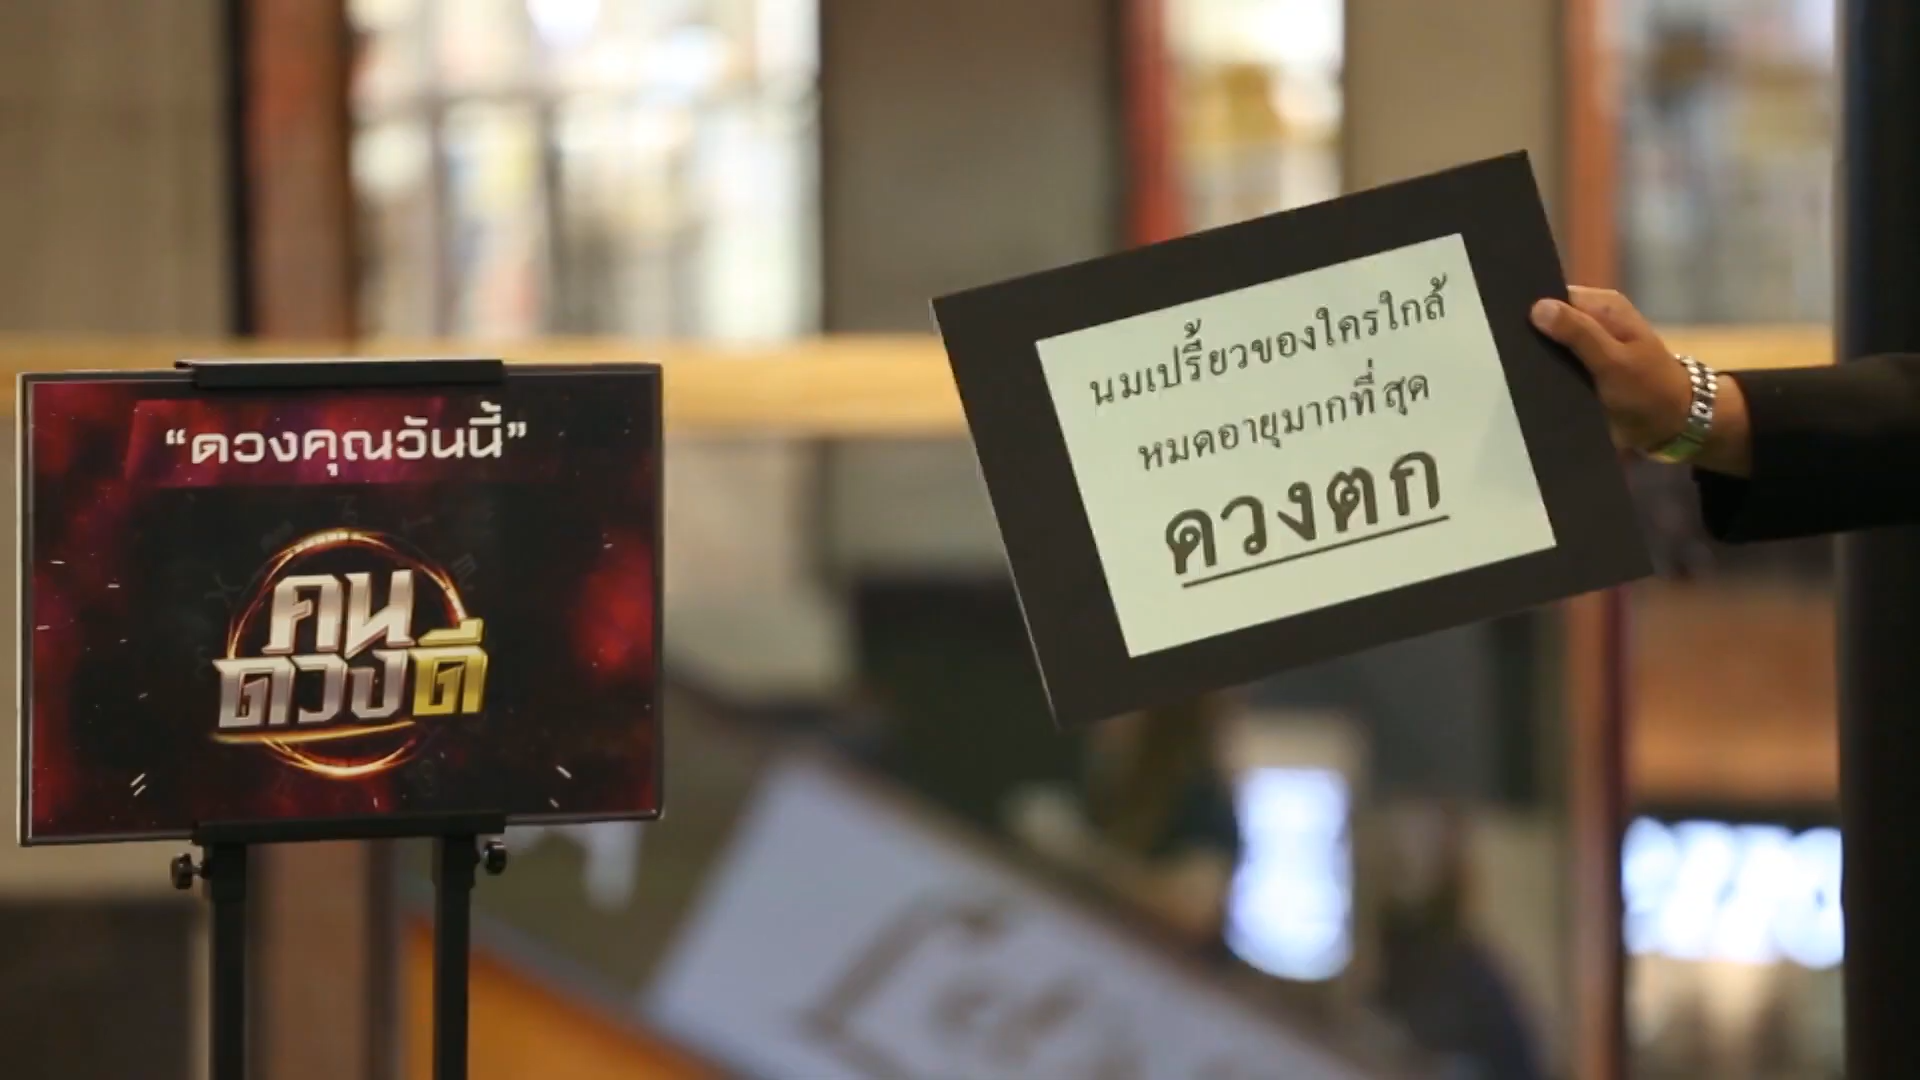 “ดวงคุณวันนี้”
คน
ดวงดี
นมเปรี้ยวของใครใกล้
หมดอายุมากที่สุด
ดวงตก